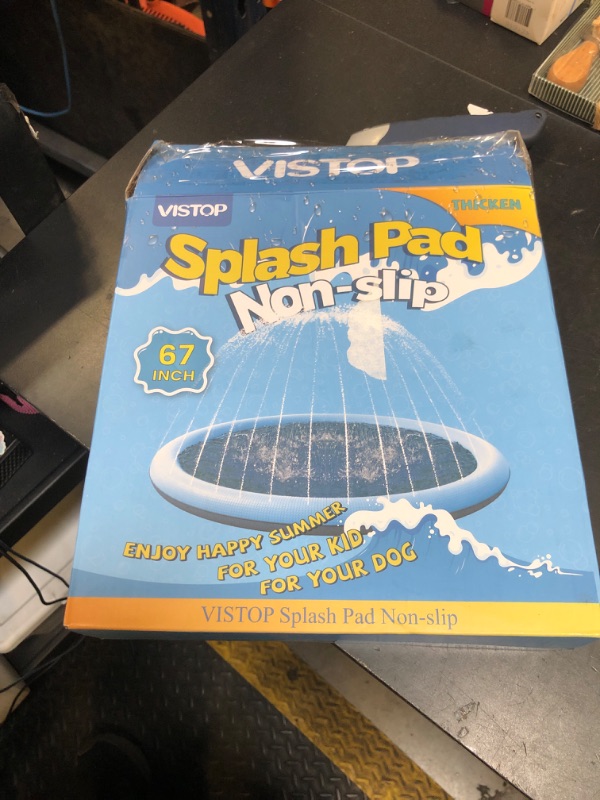 VISTOP
VISTOP
THICKEN
Splash Pad
Non-slip
67
INCH
ENJOY HAPPY SUMMER
FOR YOUR KID
FOR YOUR DOG
VISTOP Splash Pad Non-slip